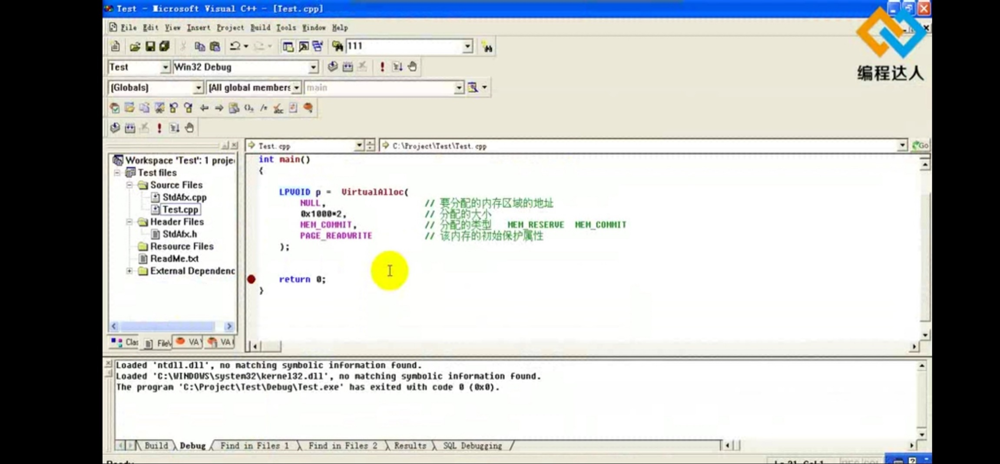 Test - Microsoft Visual C++ - [Test.cpp]
File Edit View Insert Project Build Tools Window Help
111
Test Win32 Debug
编程达人
(Globals) (All global members main
Test.cpp C:\Project\Test\Test.cpp Go
Workspace 'Test': 1 proje
Test files
Source Files
StdAfx.cpp
Test.cpp
Header Files
StdAfx.h
Resource Files
ReadMe.txt
External Dependenc
Clas FileV VA VA
int main()
{
LPVOID p = VirtualAlloc(
NULL, // 要分配的内存区域的地址
0x1000*2, // 分配的大小
MEM_COMMIT, // 分配的类型 MEM_RESERVE MEM_COMMIT
PAGE_READWRITE // 该内存的初始保护属性
);
return 0;
}
Loaded 'ntdll.dll', no matching symbolic information found.
Loaded 'C:\WINDOWS\system32\kernel32.dll', no matching symbolic information found.
The program 'C:\Project\Test\Debug\Test.exe' has exited with code 0 (0x0).
Build Debug Find in Files 1 Find in Files 2 Results SQL Debugging